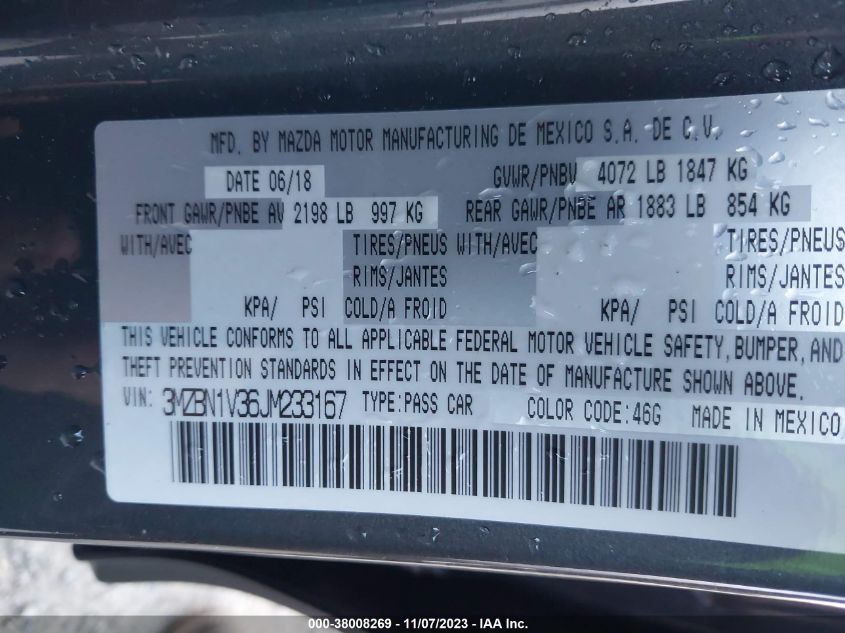 MFD. BY MAZDA MOTOR MANUFACTURING DE MEXICO S.A. DE C.V.
DATE 06/18 GVWR/PNBV 4072 LB 1847 KG
FRONT GAWR/PNBE AV 2198 LB 997 KG REAR GAWR/PNBE AR 1883 LB 854 KG
WITH/AVEC TIRES/PNEUS WITH/AVEC TIRES/PNEUS
RIMS/JANTES RIMS/JANTES
KPA/ PSI COLD/A FROID KPA/ PSI COLD/A FROID
THIS VEHICLE CONFORMS TO ALL APPLICABLE FEDERAL MOTOR VEHICLE SAFETY, BUMPER, AND
THEFT PREVENTION STANDARDS IN EFFECT ON THE DATE OF MANUFACTURE SHOWN ABOVE.
VIN: 3MZBN1V36JM233167 TYPE:PASS CAR COLOR CODE:46G MADE IN MEXICO
000-38008269 - 11/07/2023 - IAA Inc.